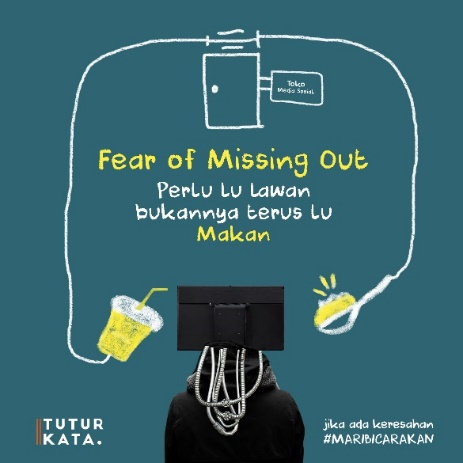 Toko
Media Sosial
Fear of Missing Out
Perlu lu lawan
bukannya terus lu
Makan
TUTUR
KATA.
jika ada keresahan
#MARIBICARAKAN